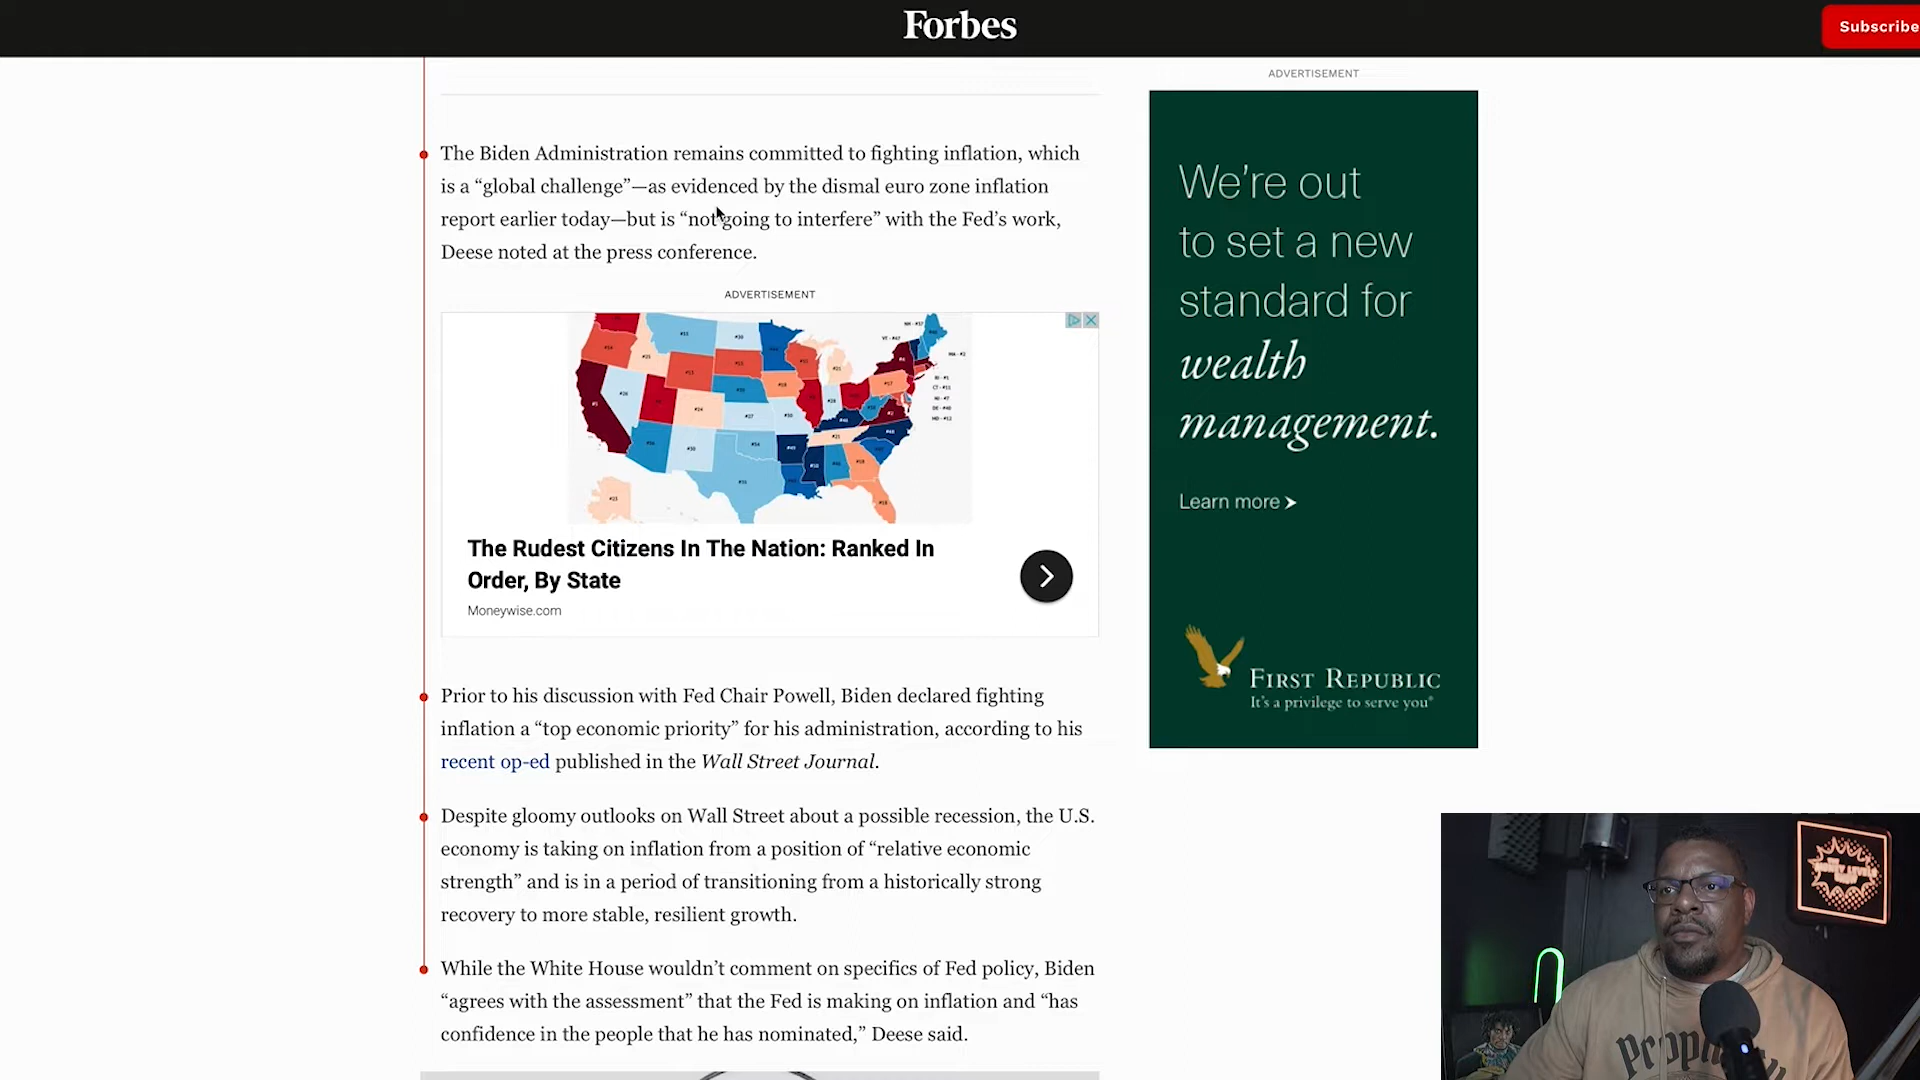 Forbes
Subscribe
ADVERTISEMENT
The Biden Administration remains committed to fighting inflation, which
is a “global challenge”—as evidenced by the dismal euro zone inflation
report earlier today—but is “not going to interfere” with the Fed’s work,
Deese noted at the press conference.
ADVERTISEMENT
The Rudest Citizens In The Nation: Ranked In
Order, By State
Moneywise.com
Prior to his discussion with Fed Chair Powell, Biden declared fighting
inflation a “top economic priority” for his administration, according to his
recent op-ed published in the Wall Street Journal.
Despite gloomy outlooks on Wall Street about a possible recession, the U.S.
economy is taking on inflation from a position of “relative economic
strength” and is in a period of transitioning from a historically strong
recovery to more stable, resilient growth.
While the White House wouldn’t comment on specifics of Fed policy, Biden
“agrees with the assessment” that the Fed is making on inflation and “has
confidence in the people that he has nominated,” Deese said.
We’re out
to set a new
standard for
wealth
management.
Learn more
FIRST REPUBLIC
It’s a privilege to serve you®